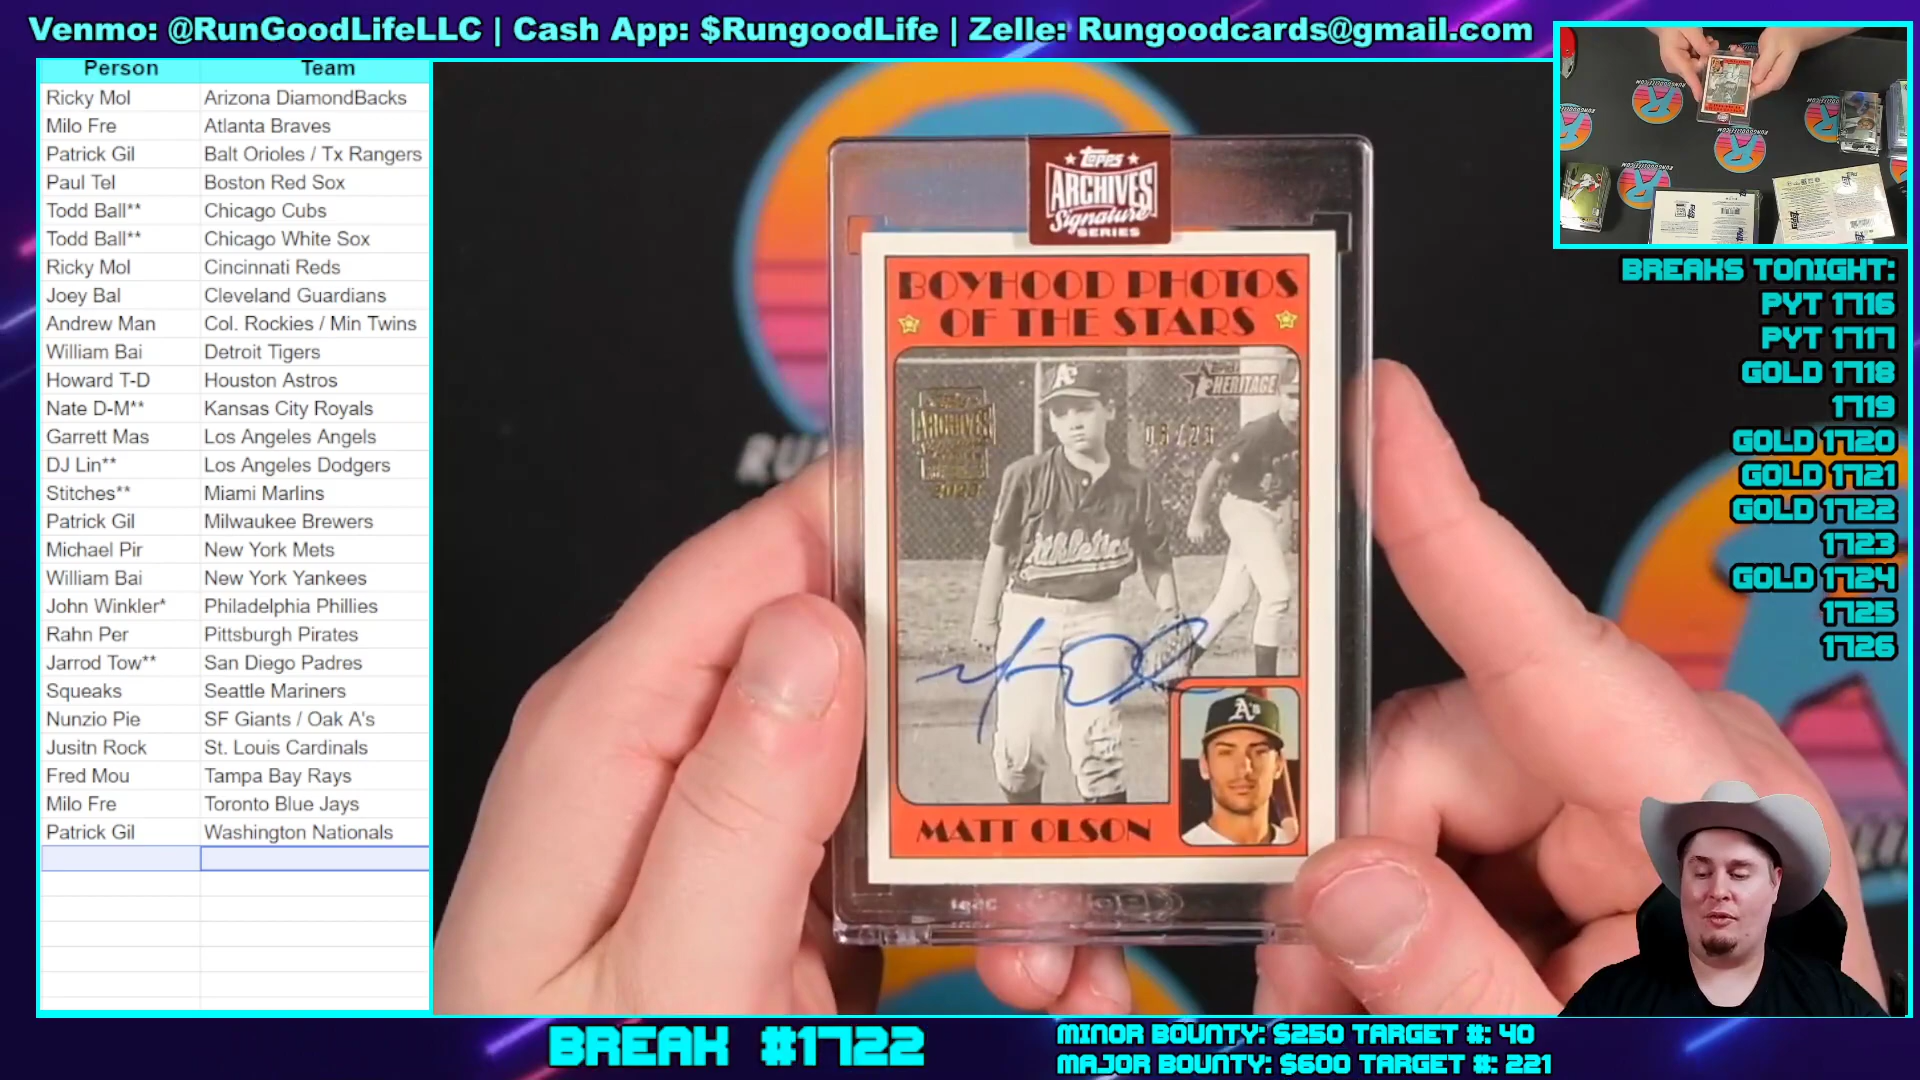 Venmo: @RunGoodLifeLLC | Cash App: $RungoodLife | Zelle: Rungoodcards@gmail.com
Person Team
Ricky Mol Arizona DiamondBacks
Milo Fre Atlanta Braves
Patrick Gil Balt Orioles / Tx Rangers
Paul Tel Boston Red Sox
Todd Ball** Chicago Cubs
Todd Ball** Chicago White Sox
Ricky Mol Cincinnati Reds
Joey Bal Cleveland Guardians
Andrew Man Col. Rockies / Min Twins
William Bai Detroit Tigers
Howard T-D Houston Astros
Nate D-M** Kansas City Royals
Garrett Mas Los Angeles Angels
DJ Lin** Los Angeles Dodgers
Stitches** Miami Marlins
Patrick Gil Milwaukee Brewers
Michael Pir New York Mets
William Bai New York Yankees
John Winkler* Philadelphia Phillies
Rahn Per Pittsburgh Pirates
Jarrod Tow** San Diego Padres
Squeaks Seattle Mariners
Nunzio Pie SF Giants / Oak A's
Jusitn Rock St. Louis Cardinals
Fred Mou Tampa Bay Rays
Milo Fre Toronto Blue Jays
Patrick Gil Washington Nationals
Topps
ARCHIVES
Signature
SERIES
BOYHOOD PHOTOS
OF THE STARS
A's
HERITAGE
ARCHIVES
2023
Athletics
A's
MATT OLSON
RU
BREAKS TONIGHT:
PYT 1716
PYT 1717
GOLD 1718
1719
GOLD 1720
GOLD 1721
GOLD 1722
1723
GOLD 1724
1725
1726
BREAK #1722
MINOR BOUNTY: $250 TARGET #: 40
MAJOR BOUNTY: $600 TARGET #: 221